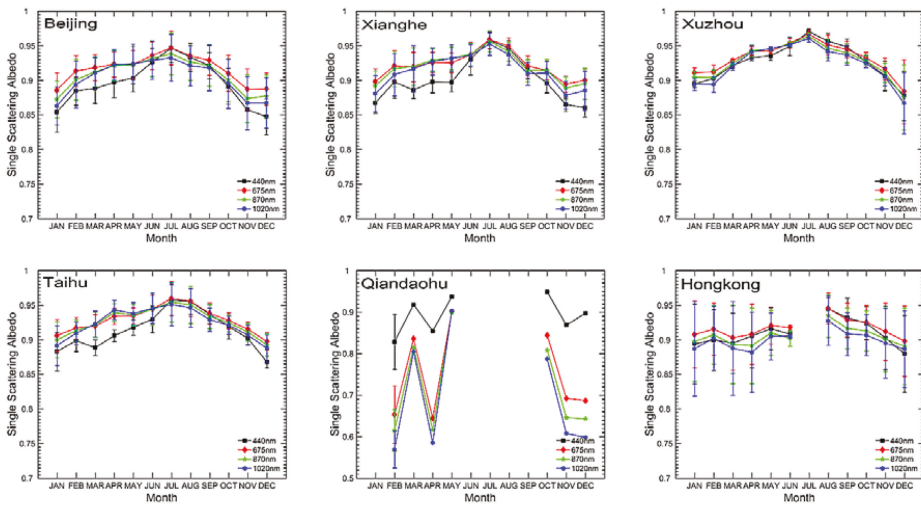 Beijing
Single Scattering Albedo
1
0.95
0.9
0.85
0.8
0.75
0.7
440nm
675nm
870nm
1020nm
JAN FEB MAR APR MAY JUN JUL AUG SEP OCT NOV DEC
Month
Xianghe
Single Scattering Albedo
1
0.95
0.9
0.85
0.8
0.75
0.7
440nm
675nm
870nm
1020nm
JAN FEB MAR APR MAY JUN JUL AUG SEP OCT NOV DEC
Month
Xuzhou
Single Scattering Albedo
1
0.95
0.9
0.85
0.8
0.75
0.7
440nm
675nm
870nm
1020nm
JAN FEB MAR APR MAY JUN JUL AUG SEP OCT NOV DEC
Month
Taihu
Single Scattering Albedo
1
0.95
0.9
0.85
0.8
0.75
0.7
440nm
675nm
870nm
1020nm
JAN FEB MAR APR MAY JUN JUL AUG SEP OCT NOV DEC
Month
Qiandaohu
Single Scattering Albedo
1
0.9
0.8
0.7
0.6
0.5
440nm
675nm
870nm
1020nm
JAN FEB MAR APR MAY JUN JUL AUG SEP OCT NOV DEC
Month
Hongkong
Single Scattering Albedo
1
0.95
0.9
0.85
0.8
0.75
0.7
440nm
675nm
870nm
1020nm
JAN FEB MAR APR MAY JUN JUL AUG SEP OCT NOV DEC
Month